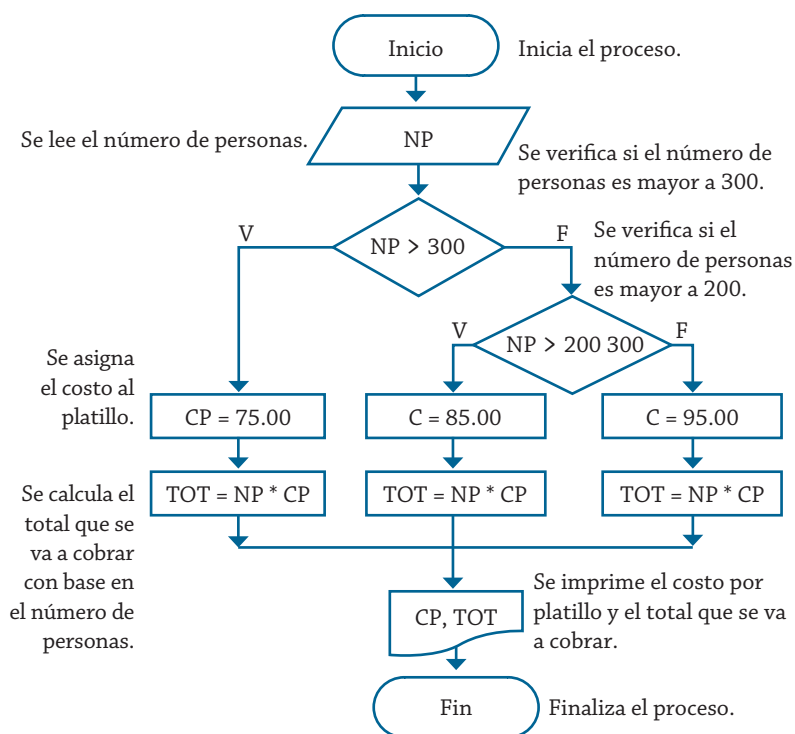 Inicio
Inicia el proceso.
Se lee el número de personas.
NP
Se verifica si el número de
personas es mayor a 300.
V
NP > 300
F
Se verifica si el
número de personas
es mayor a 200.
V
NP > 200 300
F
Se asigna
el costo al
platillo.
CP = 75.00
C = 85.00
C = 95.00
Se calcula el
total que se
va a cobrar
con base en
el número de
personas.
TOT = NP * CP
TOT = NP * CP
TOT = NP * CP
CP, TOT
Se imprime el costo por
platillo y el total que se va
a cobrar.
Fin
Finaliza el proceso.